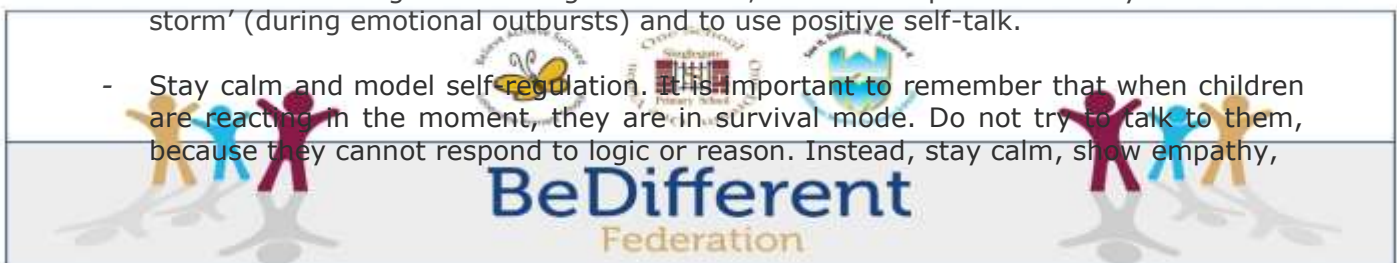 storm’ (during emotional outbursts) and to use positive self-talk.
- Stay calm and model self-regulation. It is important to remember that when children
are reacting in the moment, they are in survival mode. Do not try to talk to them,
because they cannot respond to logic or reason. Instead, stay calm, show empathy,
Primary School
BeDifferent
Federation